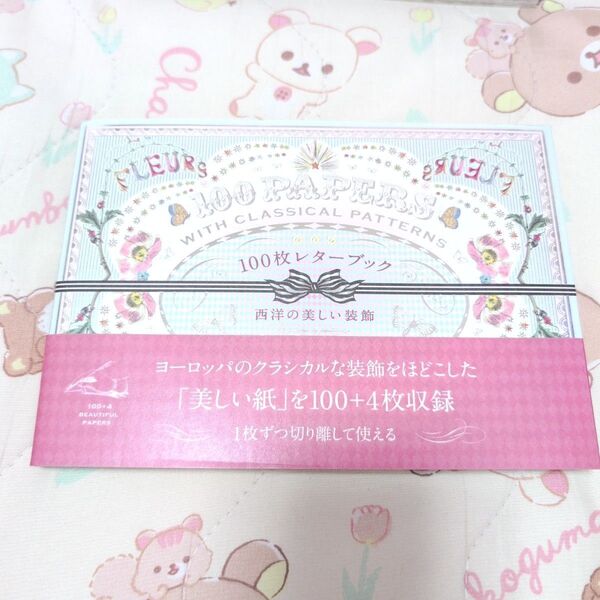 FLEURS
FLEURS
100 PAPERS
WITH CLASSICAL PATTERNS
100枚レターブック
西洋の美しい装飾
ヨーロッパのクラシカルな装飾をほどこした
「美しい紙」を100+4枚収録
1枚ずつ切り離して使える
100+4
BEAUTIFUL
PAPERS